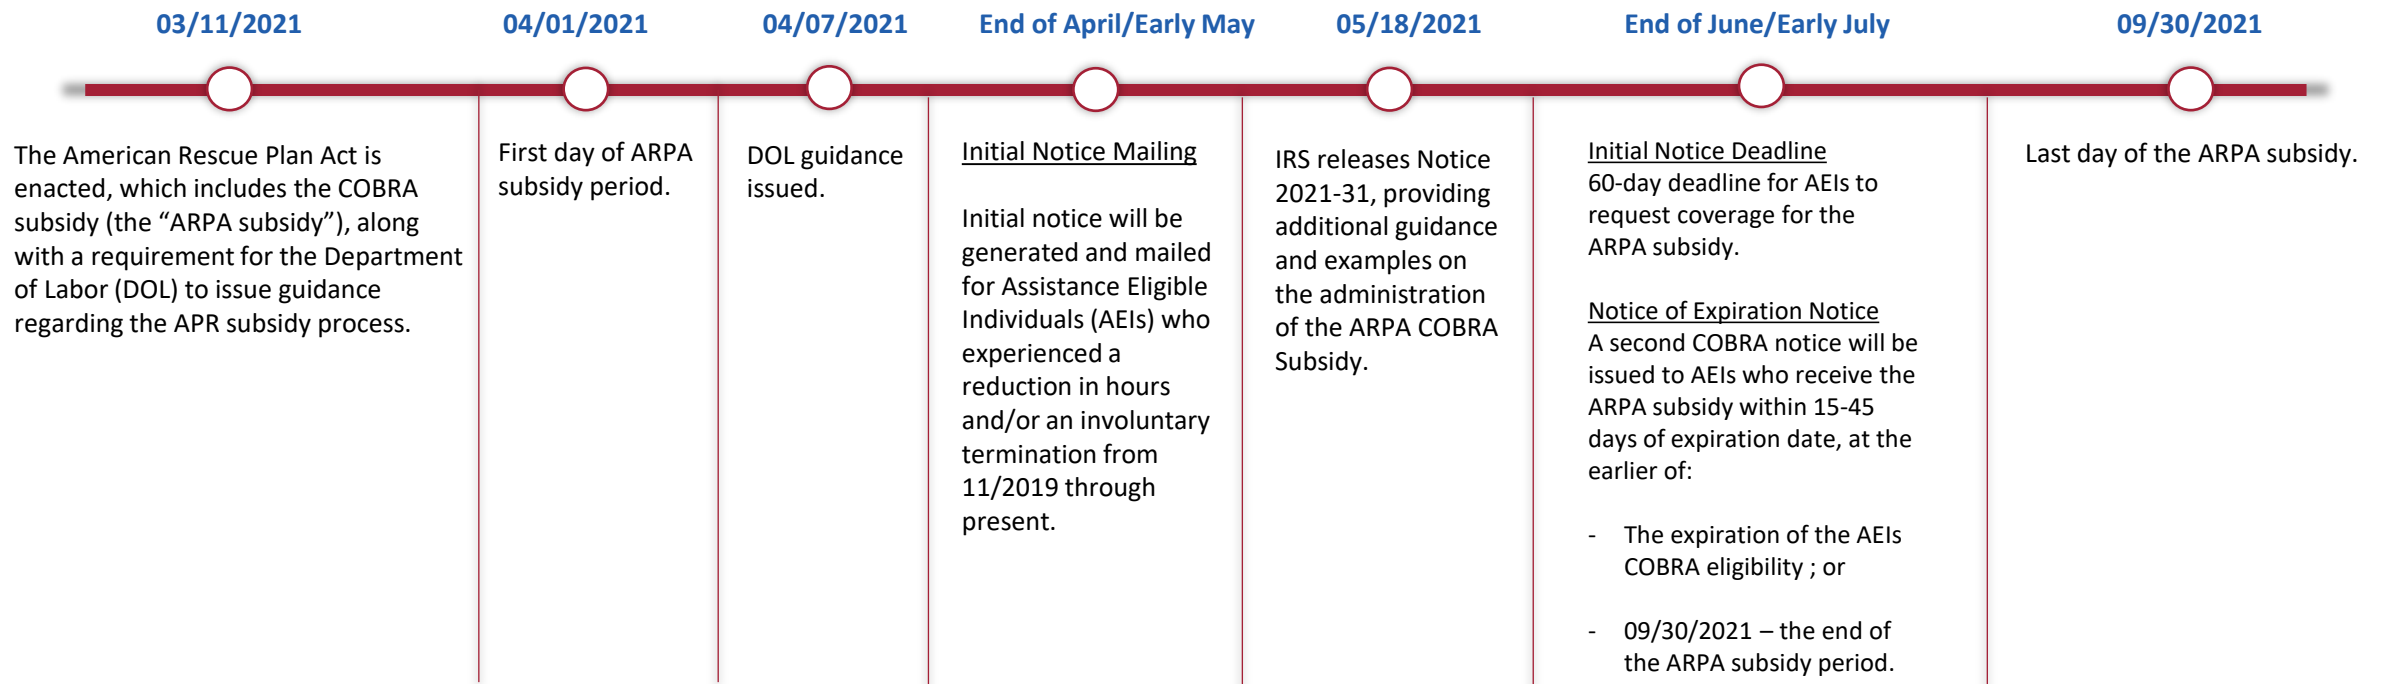 03/11/2021
The American Rescue Plan Act is
enacted, which includes the COBRA
subsidy (the “ARPA subsidy”), along
with a requirement for the Department
of Labor (DOL) to issue guidance
regarding the APR subsidy process.
04/01/2021
First day of ARPA
subsidy period.
04/07/2021
DOL guidance
issued.
End of April/Early May
Initial Notice Mailing
Initial notice will be
generated and mailed
for Assistance Eligible
Individuals (AEIs) who
experienced a
reduction in hours
and/or an involuntary
termination from
11/2019 through
present.
05/18/2021
IRS releases Notice
2021-31, providing
additional guidance
and examples on
the administration
of the ARPA COBRA
Subsidy.
End of June/Early July
Initial Notice Deadline
60-day deadline for AEIs to
request coverage for the
ARPA subsidy.
Notice of Expiration Notice
A second COBRA notice will be
issued to AEIs who receive the
ARPA subsidy within 15-45
days of expiration date, at the
earlier of:
- The expiration of the AEIs
COBRA eligibility ; or
- 09/30/2021 – the end of
the ARPA subsidy period.
09/30/2021
Last day of the ARPA subsidy.